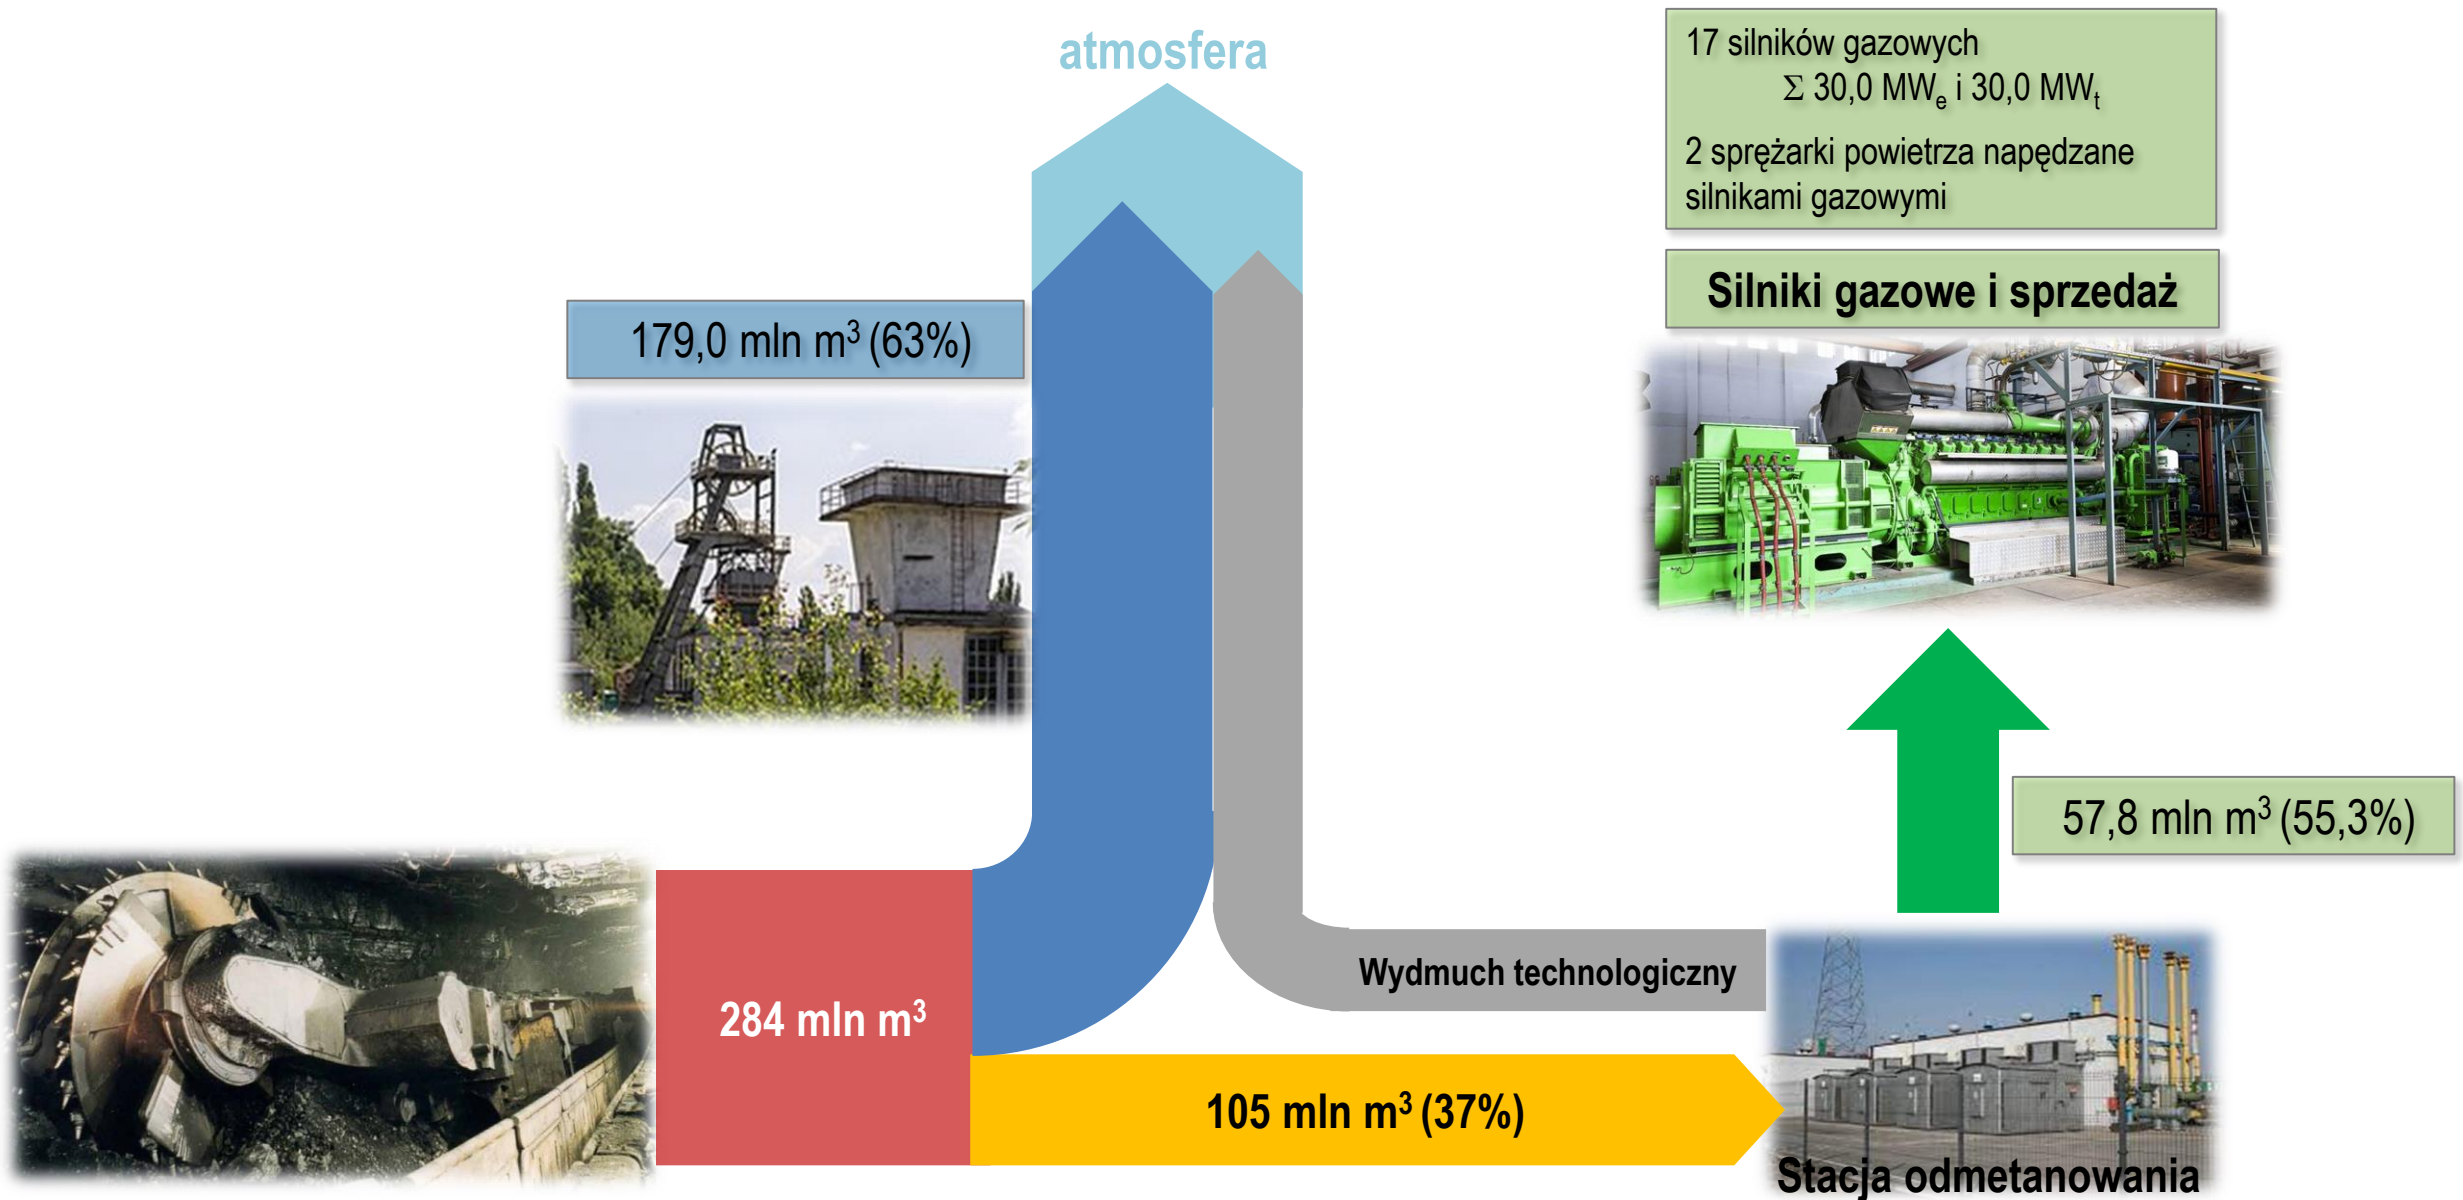 atmosfera
17 silników gazowych
Σ 30,0 MWₑ i 30,0 MWₜ
2 sprężarki powietrza napędzane
silnikami gazowymi
Silniki gazowe i sprzedaż
179,0 mln m³ (63%)
57,8 mln m³ (55,3%)
Wydmuch technologiczny
284 mln m³
105 mln m³ (37%)
Stacja odmetanowania